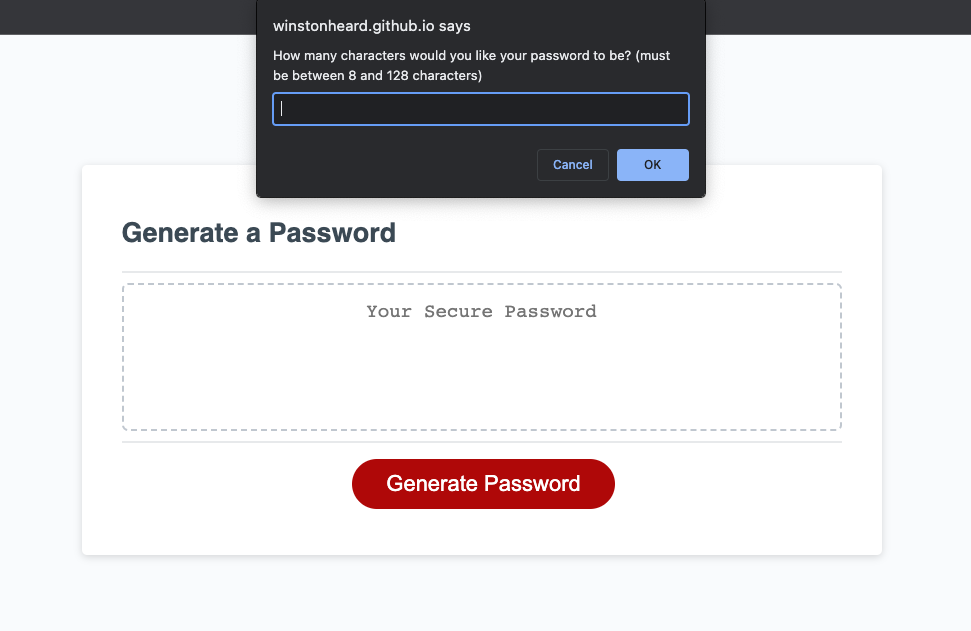 winstonheard.github.io says
How many characters would you like your password to be? (must
be between 8 and 128 characters)
Cancel
OK
Generate a Password
Your Secure Password
Generate Password